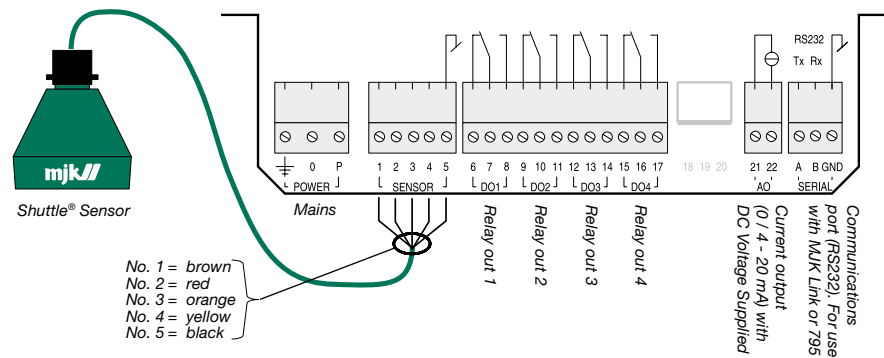 mjk
Shuttle® Sensor
No. 1 = brown
No. 2 = red
No. 3 = orange
No. 4 = yellow
No. 5 = black
RS232
Tx Rx
0 P 1 2 3 4 5 6 7 8 9 10 11 12 13 14 15 16 17 18 19 20 21 22 A B GND
POWER SENSOR DO1 DO2 DO3 DO4 AO SERIAL
Mains
Relay out 1
Relay out 2
Relay out 3
Relay out 4
Current output
(0 / 4 - 20 mA) with
DC Voltage Supplied
Communications
port (RS232). For use
with MJK Link or 795